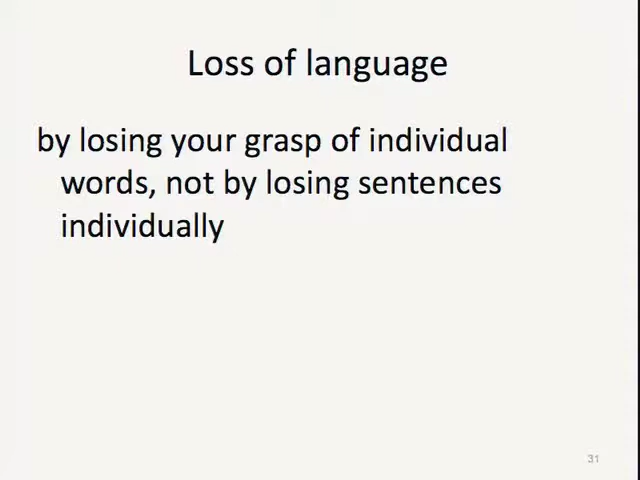 Loss of language
by losing your grasp of individual
words, not by losing sentences
individually
31